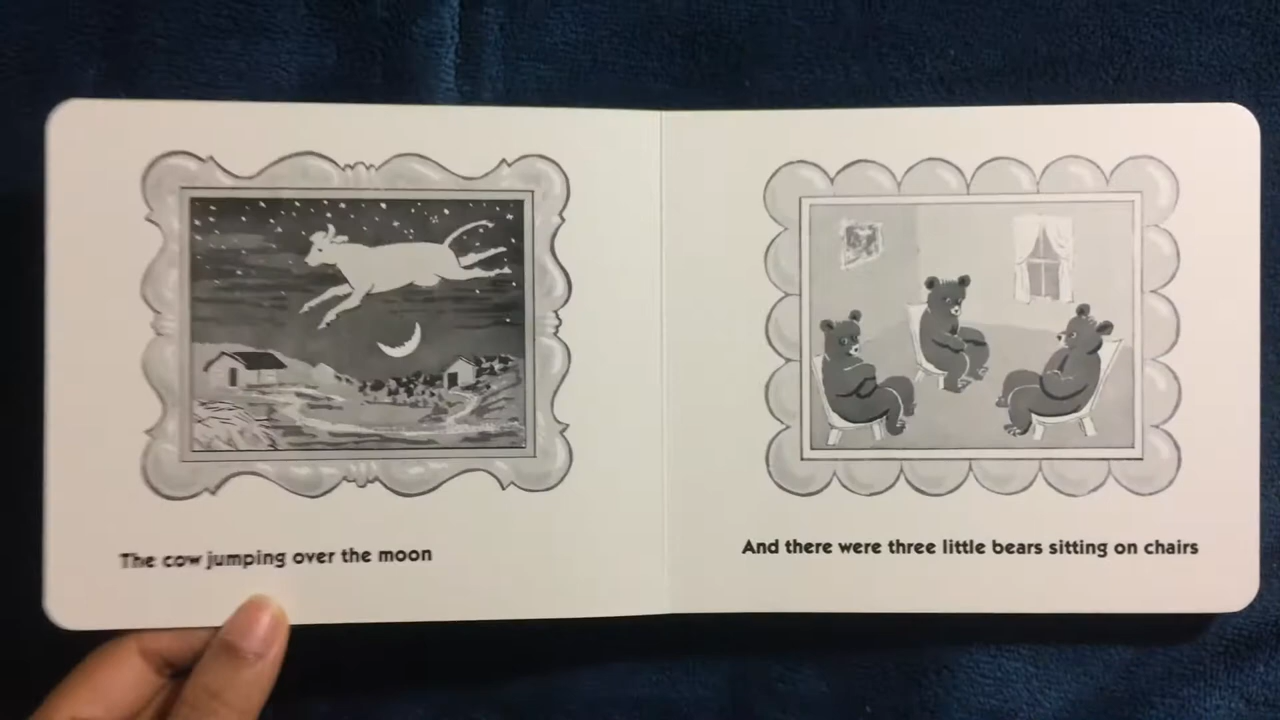 The cow jumping over the moon
And there were three little bears sitting on chairs